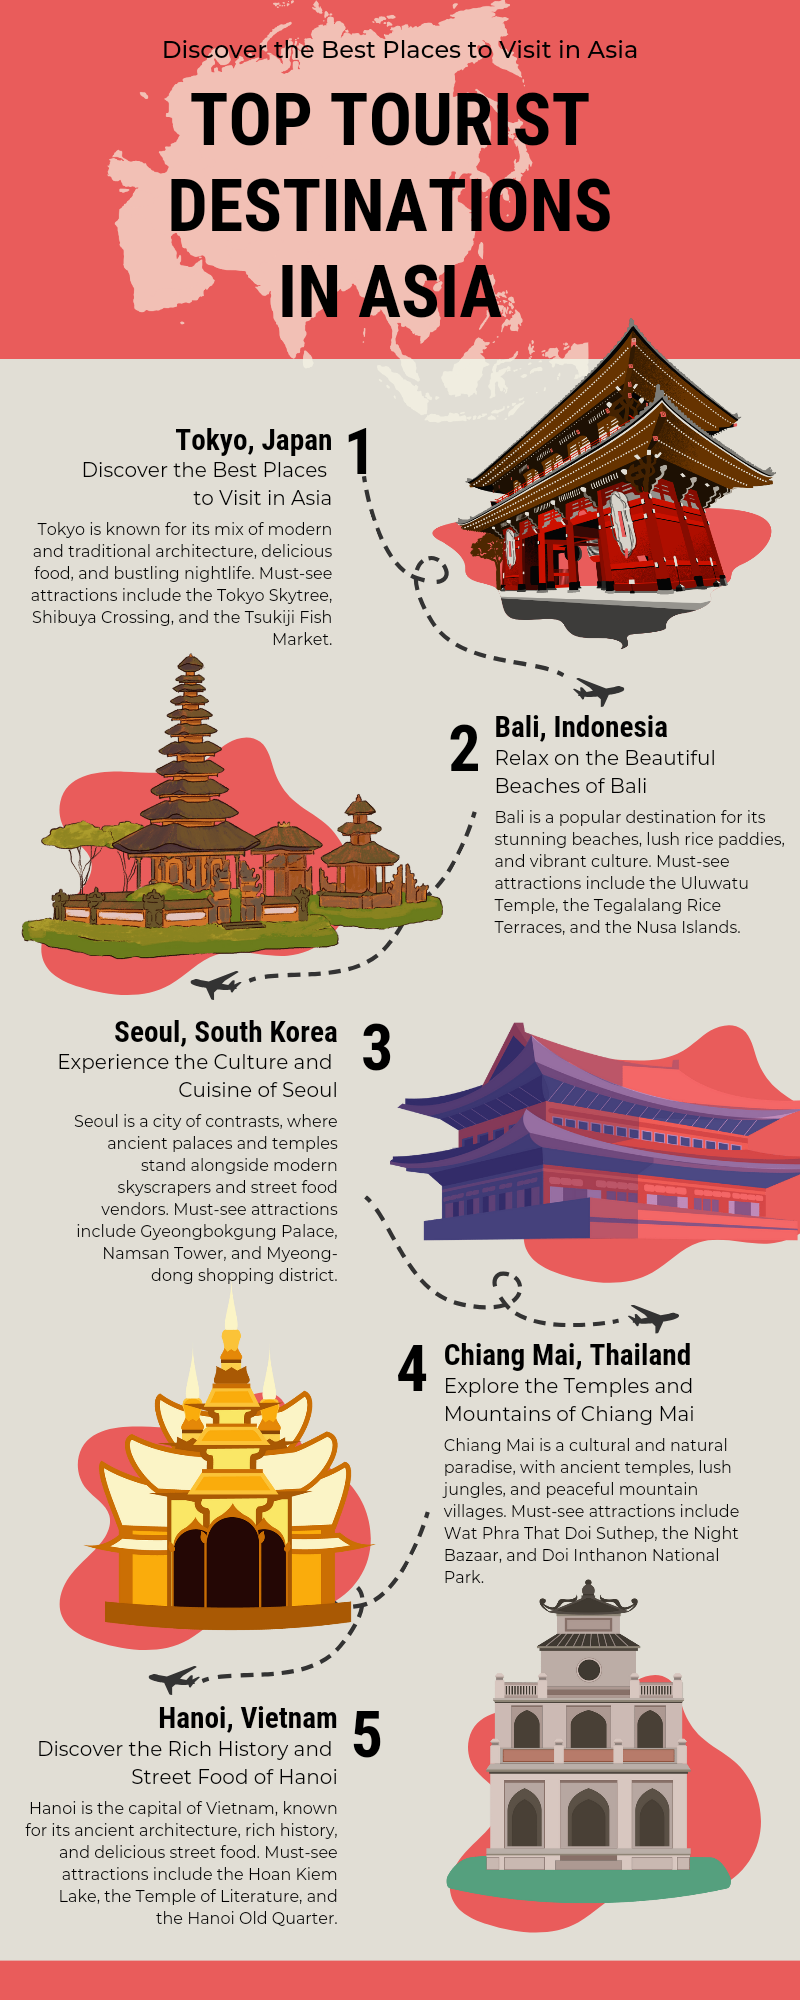 Discover the Best Places to Visit in Asia
TOP TOURIST
DESTINATIONS
IN ASIA
Tokyo, Japan
1
Discover the Best Places
to Visit in Asia
Tokyo is known for its mix of modern
and traditional architecture, delicious
food, and bustling nightlife. Must-see
attractions include the Tokyo Skytree,
Shibuya Crossing, and the Tsukiji Fish
Market.
2
Bali, Indonesia
Relax on the Beautiful
Beaches of Bali
Bali is a popular destination for its
stunning beaches, lush rice paddies,
and vibrant culture. Must-see
attractions include the Uluwatu
Temple, the Tegalalang Rice
Terraces, and the Nusa Islands.
Seoul, South Korea
3
Experience the Culture and
Cuisine of Seoul
Seoul is a city of contrasts, where
ancient palaces and temples
stand alongside modern
skyscrapers and street food
vendors. Must-see attractions
include Gyeongbokgung Palace,
Namsan Tower, and Myeong-
dong shopping district.
4
Chiang Mai, Thailand
Explore the Temples and
Mountains of Chiang Mai
Chiang Mai is a cultural and natural
paradise, with ancient temples, lush
jungles, and peaceful mountain
villages. Must-see attractions include
Wat Phra That Doi Suthep, the Night
Bazaar, and Doi Inthanon National
Park.
Hanoi, Vietnam
5
Discover the Rich History and
Street Food of Hanoi
Hanoi is the capital of Vietnam, known
for its ancient architecture, rich history,
and delicious street food. Must-see
attractions include the Hoan Kiem
Lake, the Temple of Literature, and
the Hanoi Old Quarter.